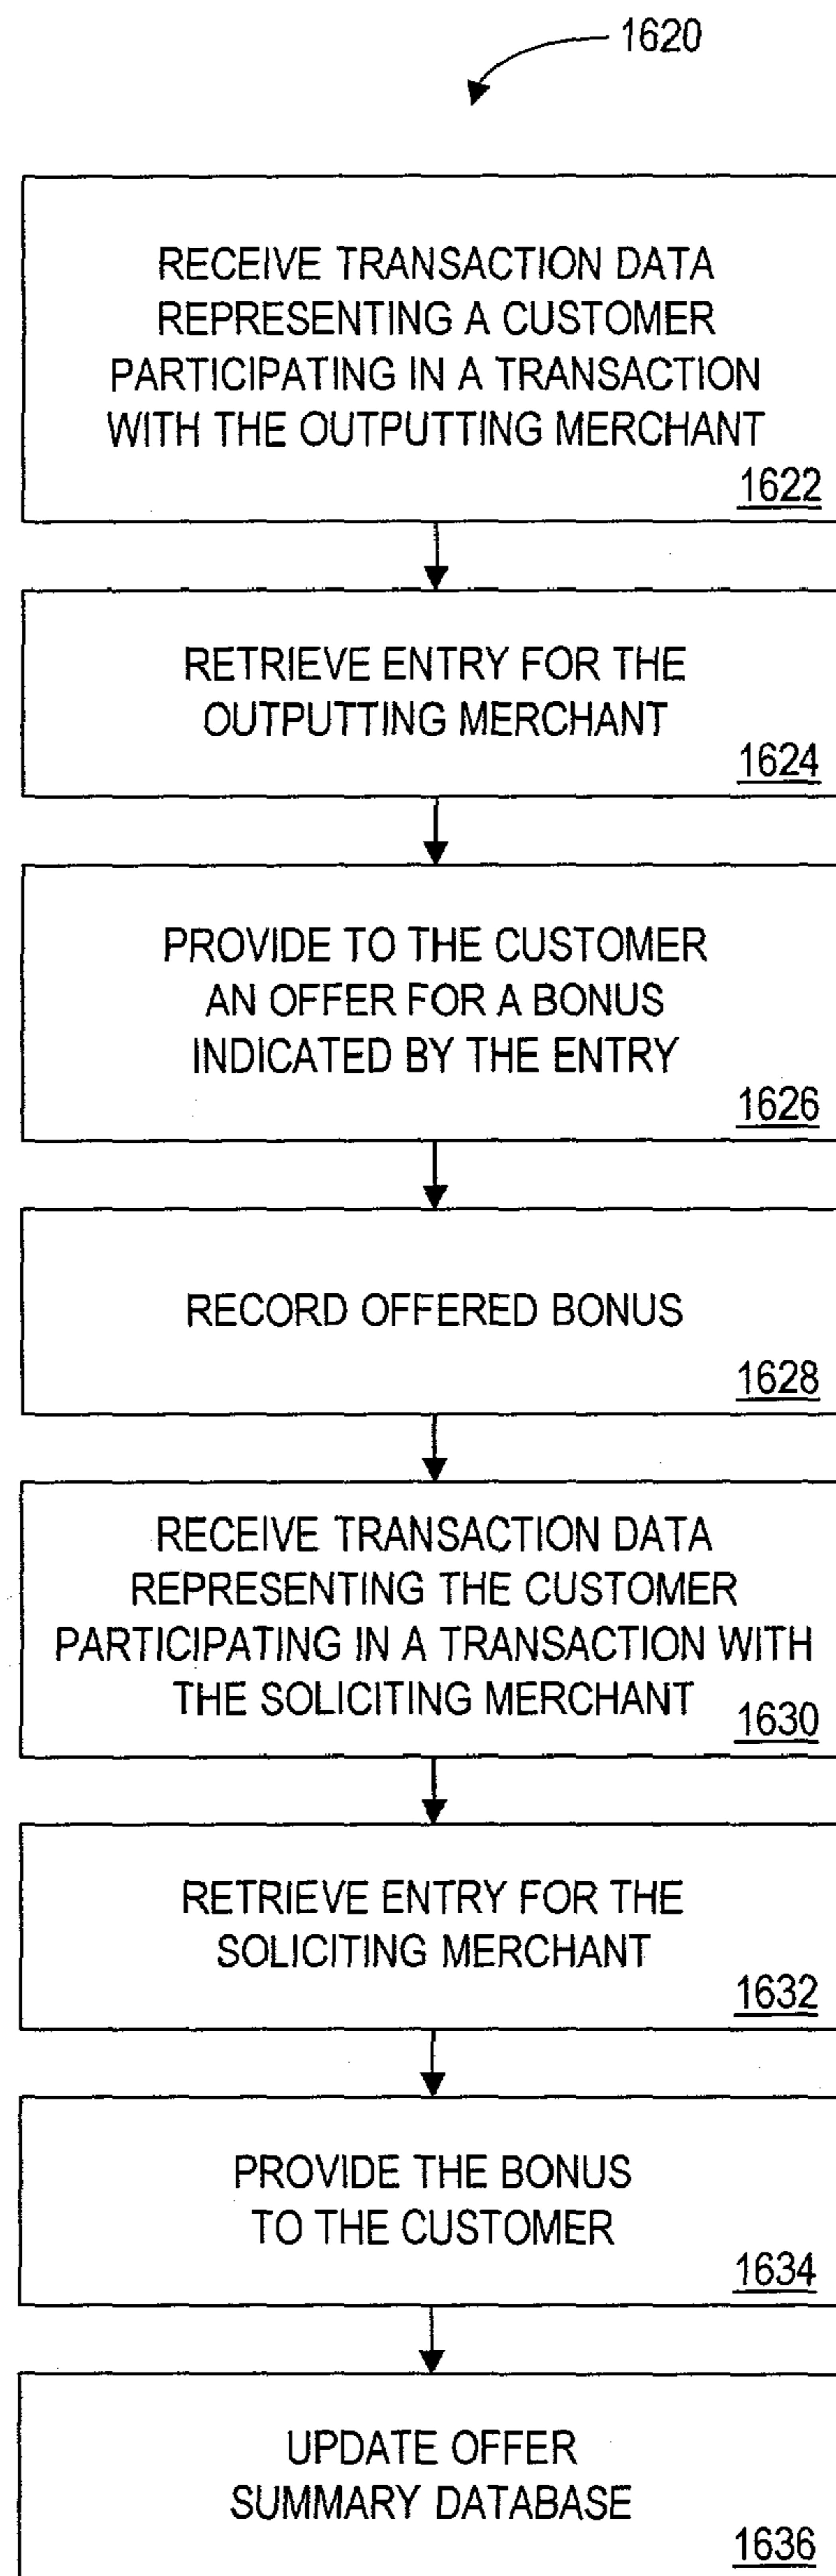 1620
RECEIVE TRANSACTION DATA
REPRESENTING A CUSTOMER
PARTICIPATING IN A TRANSACTION
WITH THE OUTPUTTING MERCHANT
1622
RETRIEVE ENTRY FOR THE
OUTPUTTING MERCHANT
1624
PROVIDE TO THE CUSTOMER
AN OFFER FOR A BONUS
INDICATED BY THE ENTRY
1626
RECORD OFFERED BONUS
1628
RECEIVE TRANSACTION DATA
REPRESENTING THE CUSTOMER
PARTICIPATING IN A TRANSACTION WITH
THE SOLICITING MERCHANT
1630
RETRIEVE ENTRY FOR THE
SOLICITING MERCHANT
1632
PROVIDE THE BONUS
TO THE CUSTOMER
1634
UPDATE OFFER
SUMMARY DATABASE
1636